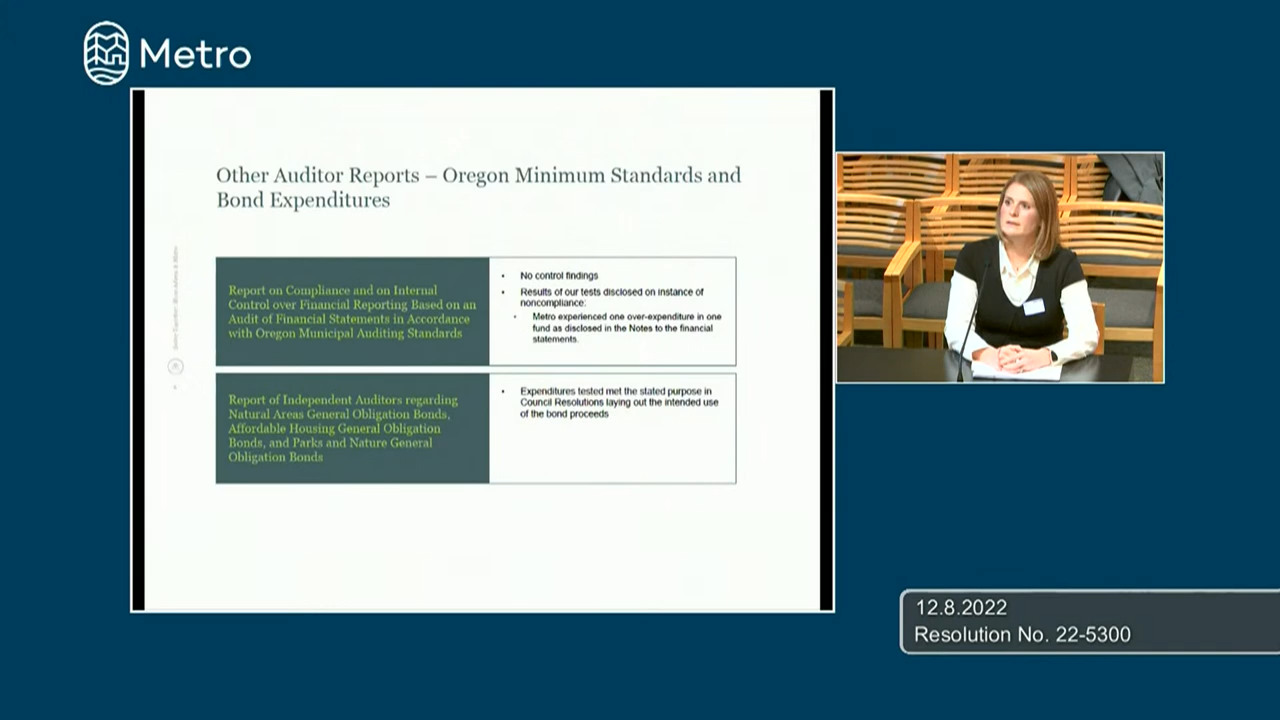 Metro
Other Auditor Reports – Oregon Minimum Standards and
Bond Expenditures
Report on Compliance and on Internal
Control over Financial Reporting Based on an
Audit of Financial Statements in Accordance
with Oregon Municipal Auditing Standards
• No control findings
• Results of our tests disclosed on instance of
noncompliance:
• Metro experienced one over-expenditure in one
fund as disclosed in the Notes to the financial
statements.
Report of Independent Auditors regarding
Natural Areas General Obligation Bonds,
Affordable Housing General Obligation
Bonds, and Parks and Nature General
Obligation Bonds
• Expenditures tested met the stated purpose in
Council Resolutions laying out the intended use
of the bond proceeds
12.8.2022
Resolution No. 22-5300